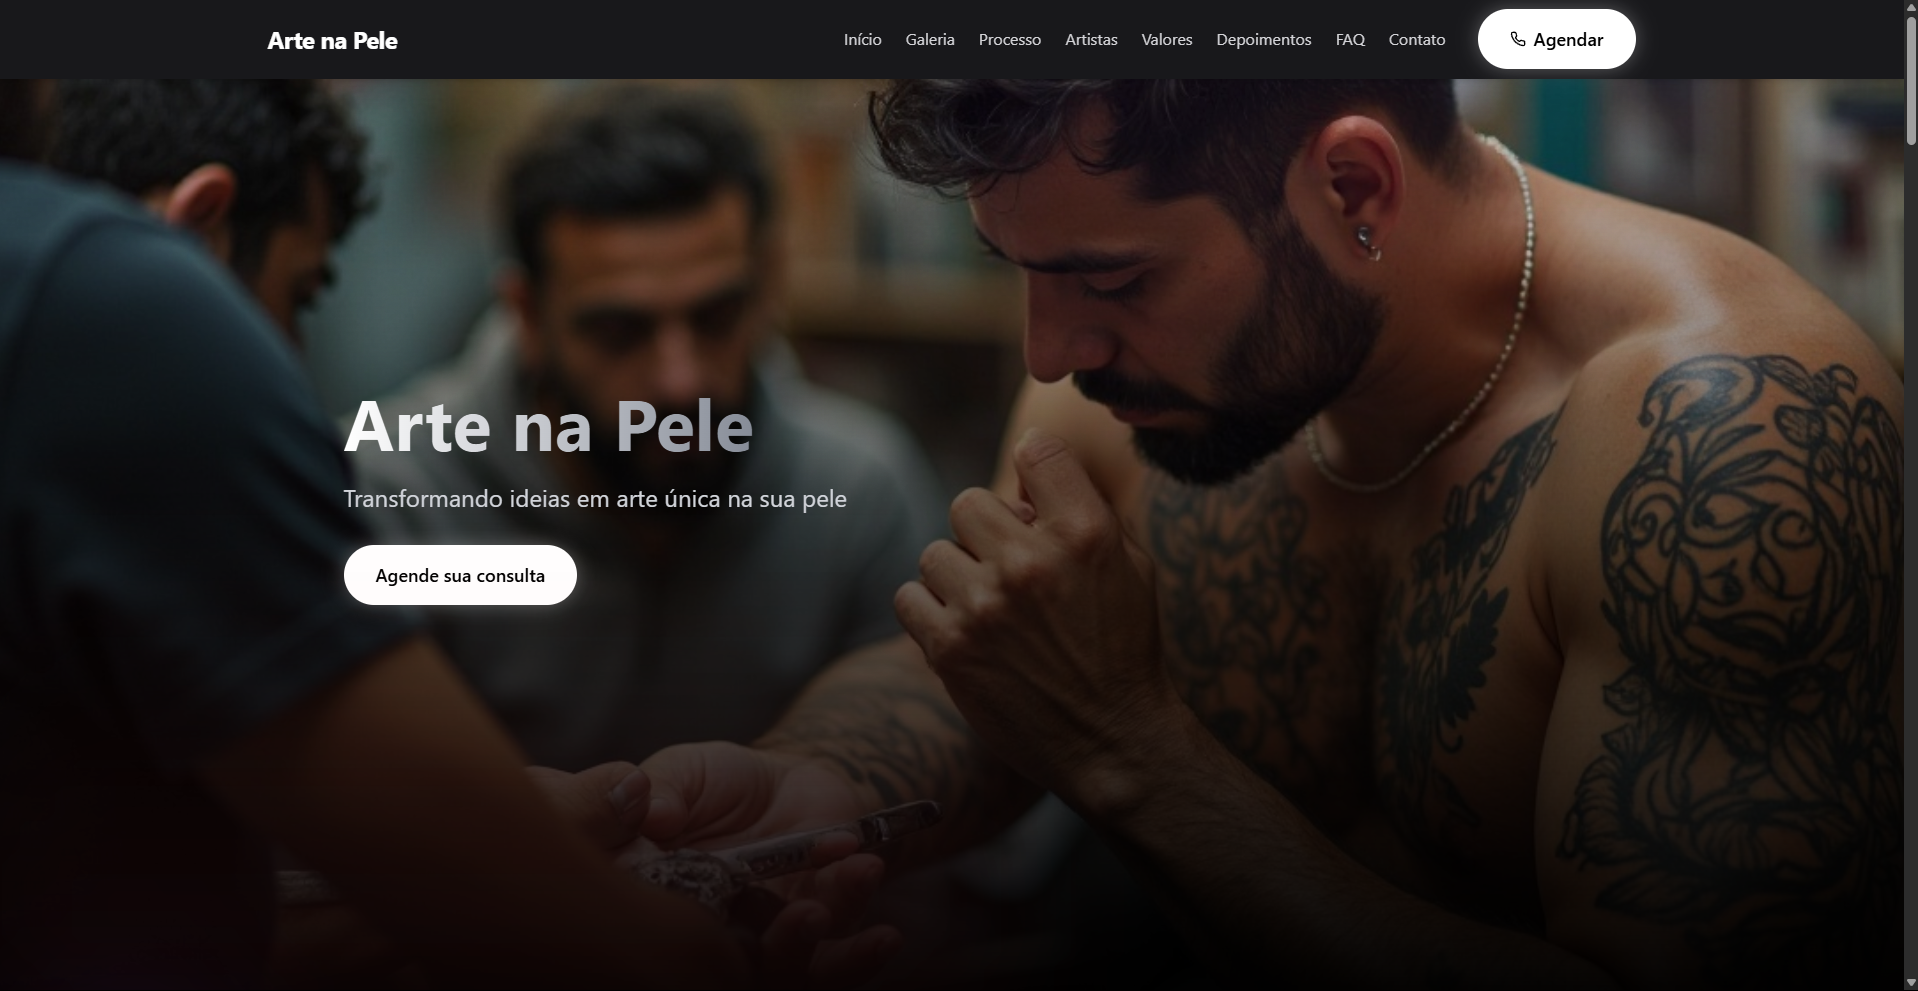 Arte na Pele
Início Galeria Processo Artistas Valores Depoimentos FAQ Contato Agendar
Arte na Pele
Transformando ideias em arte única na sua pele
Agende sua consulta